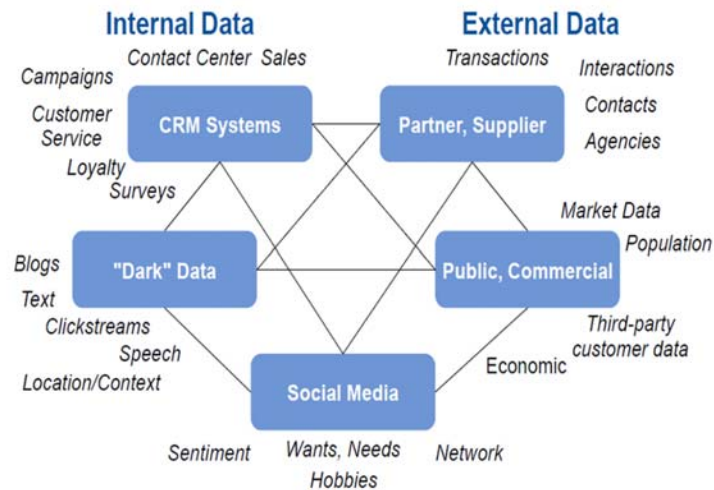 Internal Data
External Data
Contact Center Sales
Transactions
Campaigns
Interactions
Customer
Service
CRM Systems
Partner, Supplier
Contacts
Agencies
Loyalty
Surveys
Market Data
Population
Blogs
"Dark" Data
Public, Commercial
Text
Clickstreams
Speech
Third-party
customer data
Location/Context
Economic
Social Media
Sentiment
Wants, Needs
Network
Hobbies